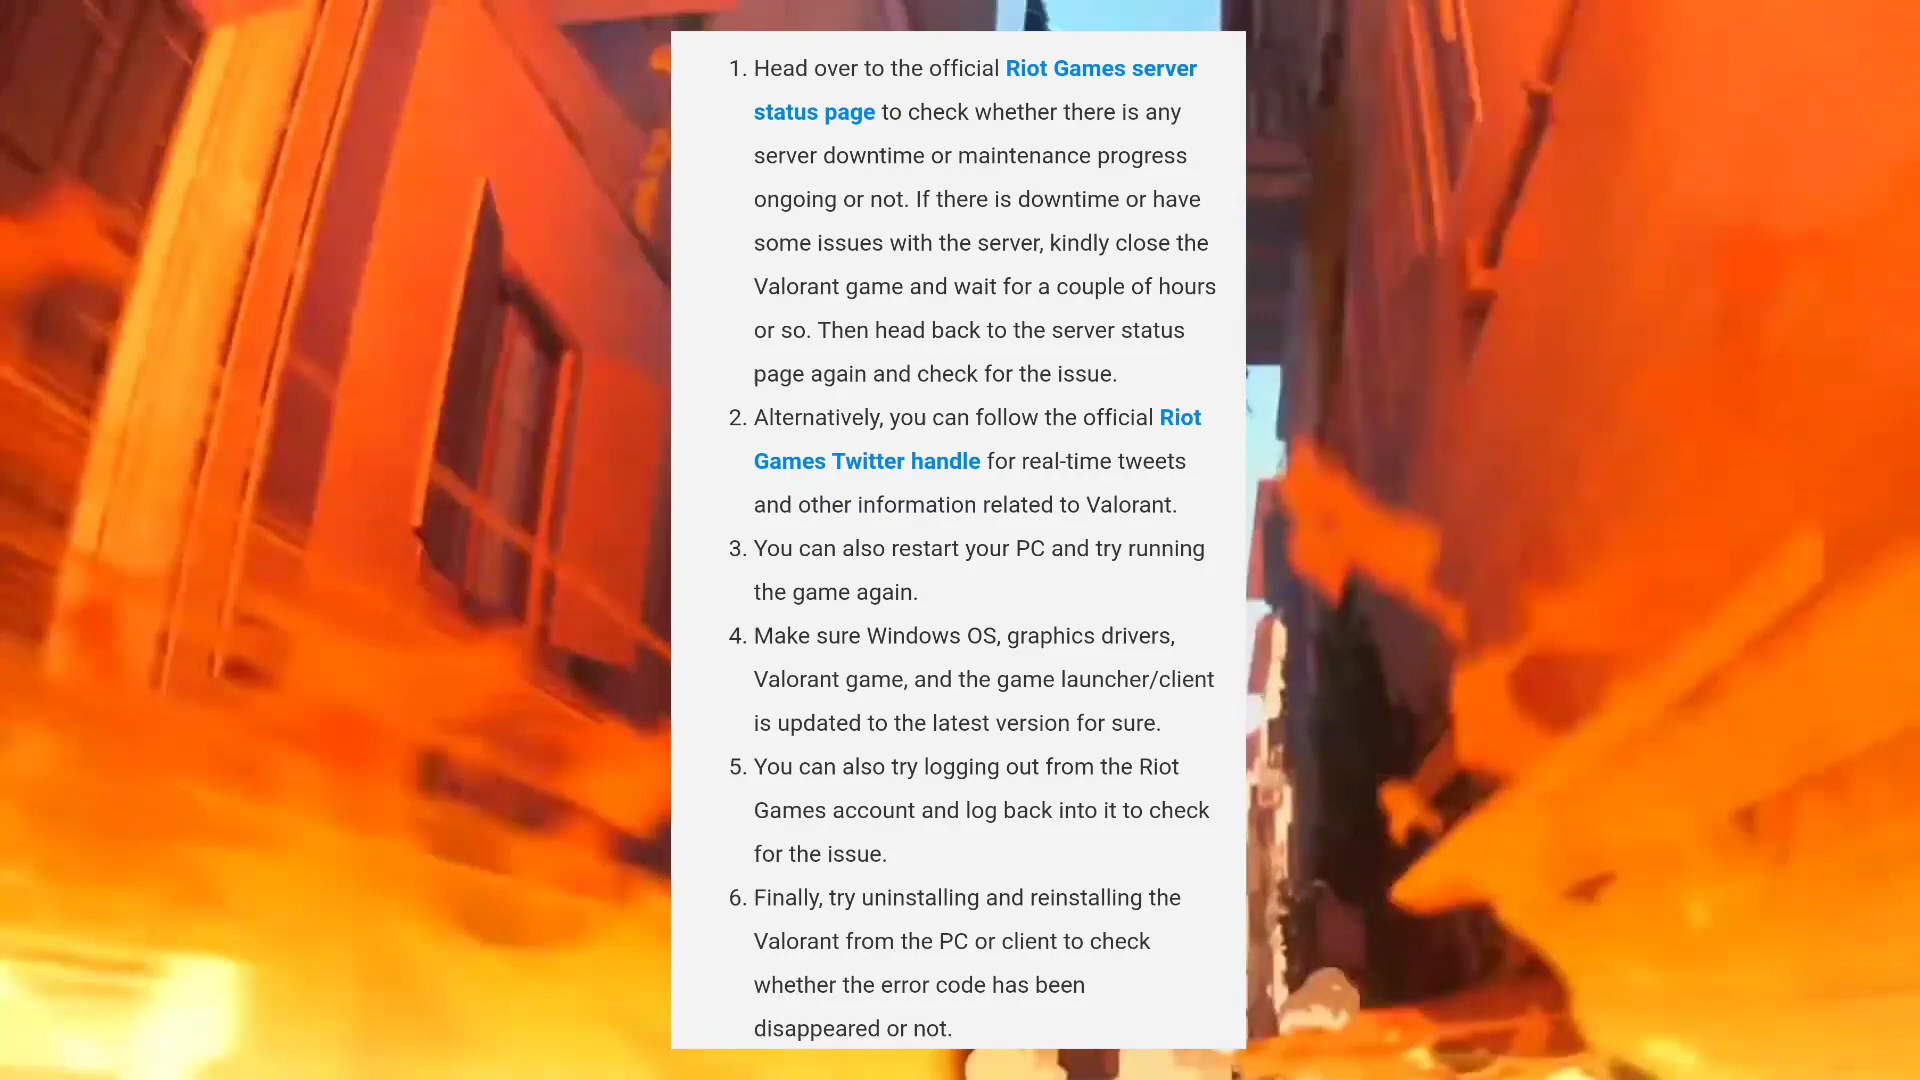 1. Head over to the official Riot Games server
status page to check whether there is any
server downtime or maintenance progress
ongoing or not. If there is downtime or have
some issues with the server, kindly close the
Valorant game and wait for a couple of hours
or so. Then head back to the server status
page again and check for the issue.
2. Alternatively, you can follow the official Riot
Games Twitter handle for real-time tweets
and other information related to Valorant.
3. You can also restart your PC and try running
the game again.
4. Make sure Windows OS, graphics drivers,
Valorant game, and the game launcher/client
is updated to the latest version for sure.
5. You can also try logging out from the Riot
Games account and log back into it to check
for the issue.
6. Finally, try uninstalling and reinstalling the
Valorant from the PC or client to check
whether the error code has been
disappeared or not.